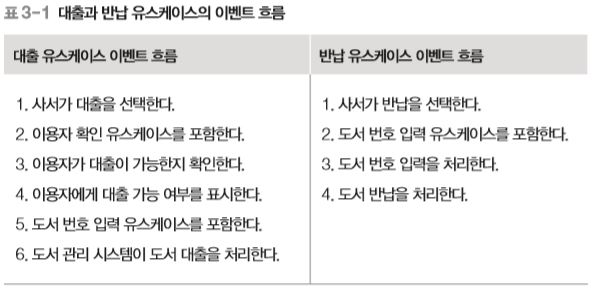 표 3-1 대출과 반납 유스케이스의 이벤트 흐름
대출 유스케이스 이벤트 흐름
1. 사서가 대출을 선택한다.
2. 이용자 확인 유스케이스를 포함한다.
3. 이용자가 대출이 가능한지 확인한다.
4. 이용자에게 대출 가능 여부를 표시한다.
5. 도서 번호 입력 유스케이스를 포함한다.
6. 도서 관리 시스템이 도서 대출을 처리한다.
반납 유스케이스 이벤트 흐름
1. 사서가 반납을 선택한다.
2. 도서 번호 입력 유스케이스를 포함한다.
3. 도서 번호 입력을 처리한다.
4. 도서 반납을 처리한다.